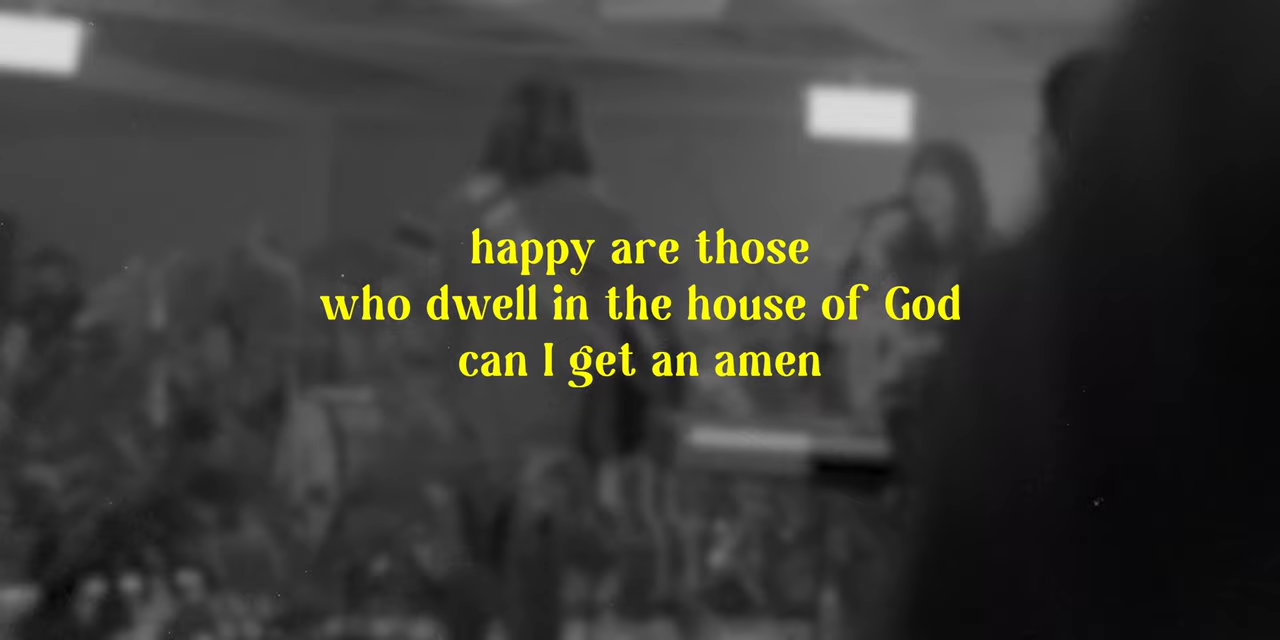 happy are those
who dwell in the house of God
can I get an amen